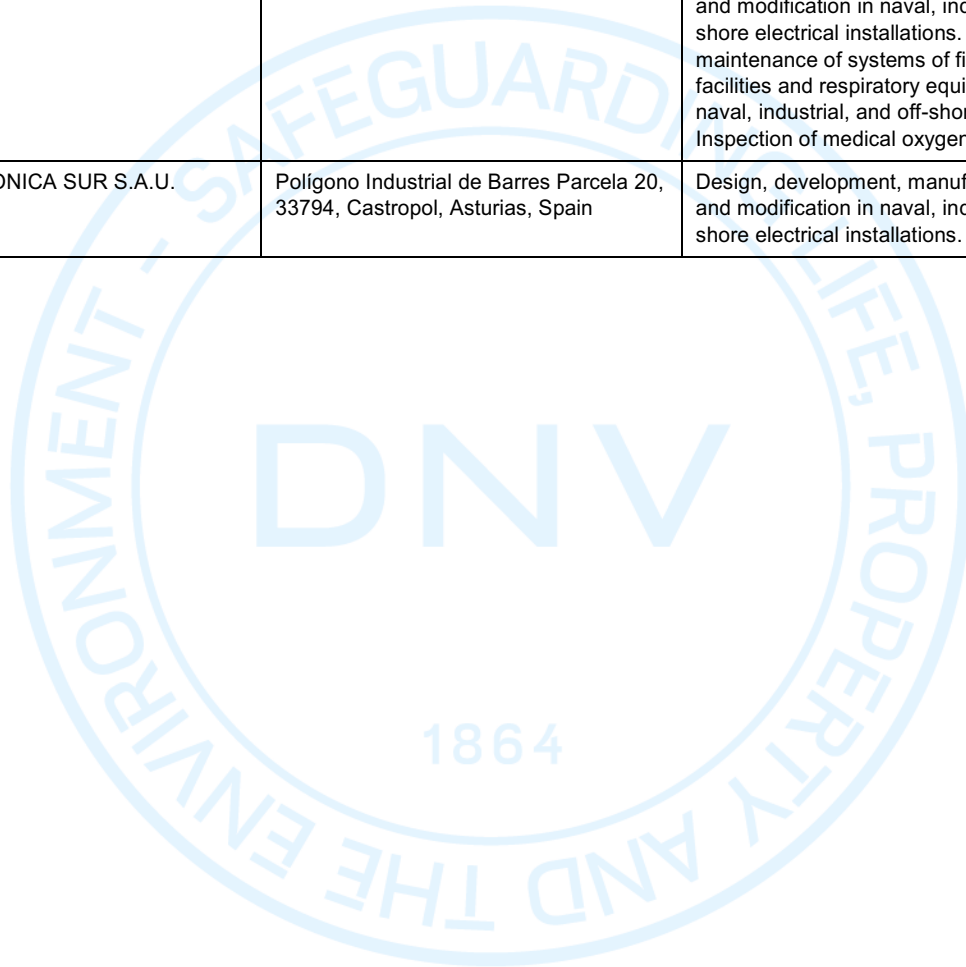 and modification in naval, ind
shore electrical installations.
maintenance of systems of fi
facilities and respiratory equi
naval, industrial, and off-shor
Inspection of medical oxygen
ONICA SUR S.A.U.
Polígono Industrial de Barres Parcela 20,
33794, Castropol, Asturias, Spain
Design, development, manuf
and modification in naval, ind
shore electrical installations.
SAFEGUARDING LIFE, PROPERTY AND THE ENVIRONMENT -
DNV
1864